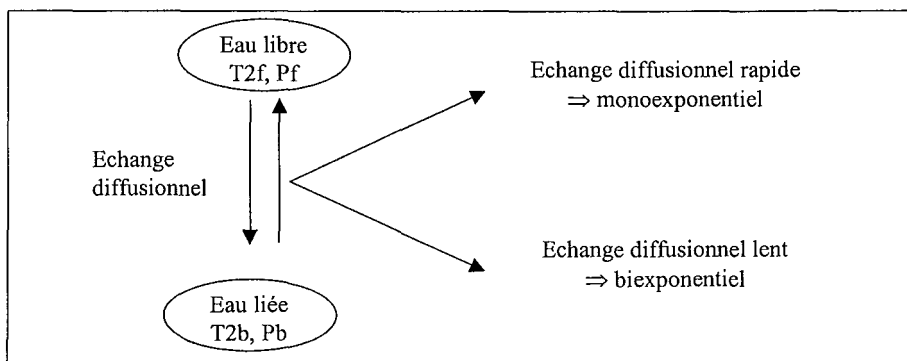 Eau libre
T2f, Pf
Echange diffusionnel rapide
⇒ monoexponentiel
Echange
diffusionnel
Echange diffusionnel lent
⇒ biexponentiel
Eau liée
T2b, Pb